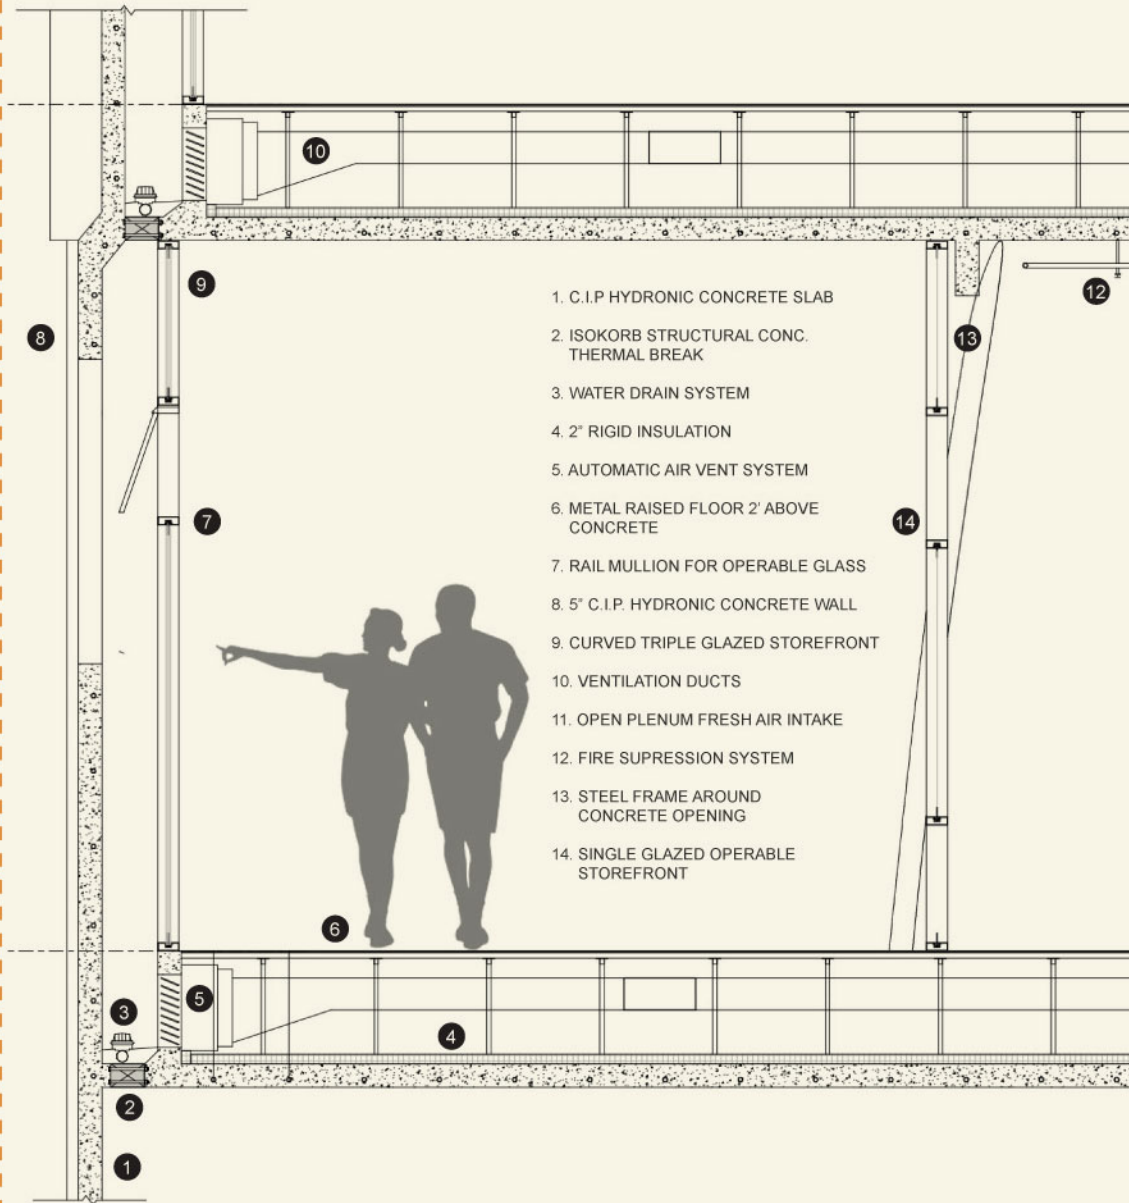 10
9
8
12
13
7
14
6
5
3
4
2
1
1. C.I.P HYDRONIC CONCRETE SLAB
2. ISOKORB STRUCTURAL CONC.
THERMAL BREAK
3. WATER DRAIN SYSTEM
4. 2" RIGID INSULATION
5. AUTOMATIC AIR VENT SYSTEM
6. METAL RAISED FLOOR 2' ABOVE
CONCRETE
7. RAIL MULLION FOR OPERABLE GLASS
8. 5" C.I.P. HYDRONIC CONCRETE WALL
9. CURVED TRIPLE GLAZED STOREFRONT
10. VENTILATION DUCTS
11. OPEN PLENUM FRESH AIR INTAKE
12. FIRE SUPRESSION SYSTEM
13. STEEL FRAME AROUND
CONCRETE OPENING
14. SINGLE GLAZED OPERABLE
STOREFRONT